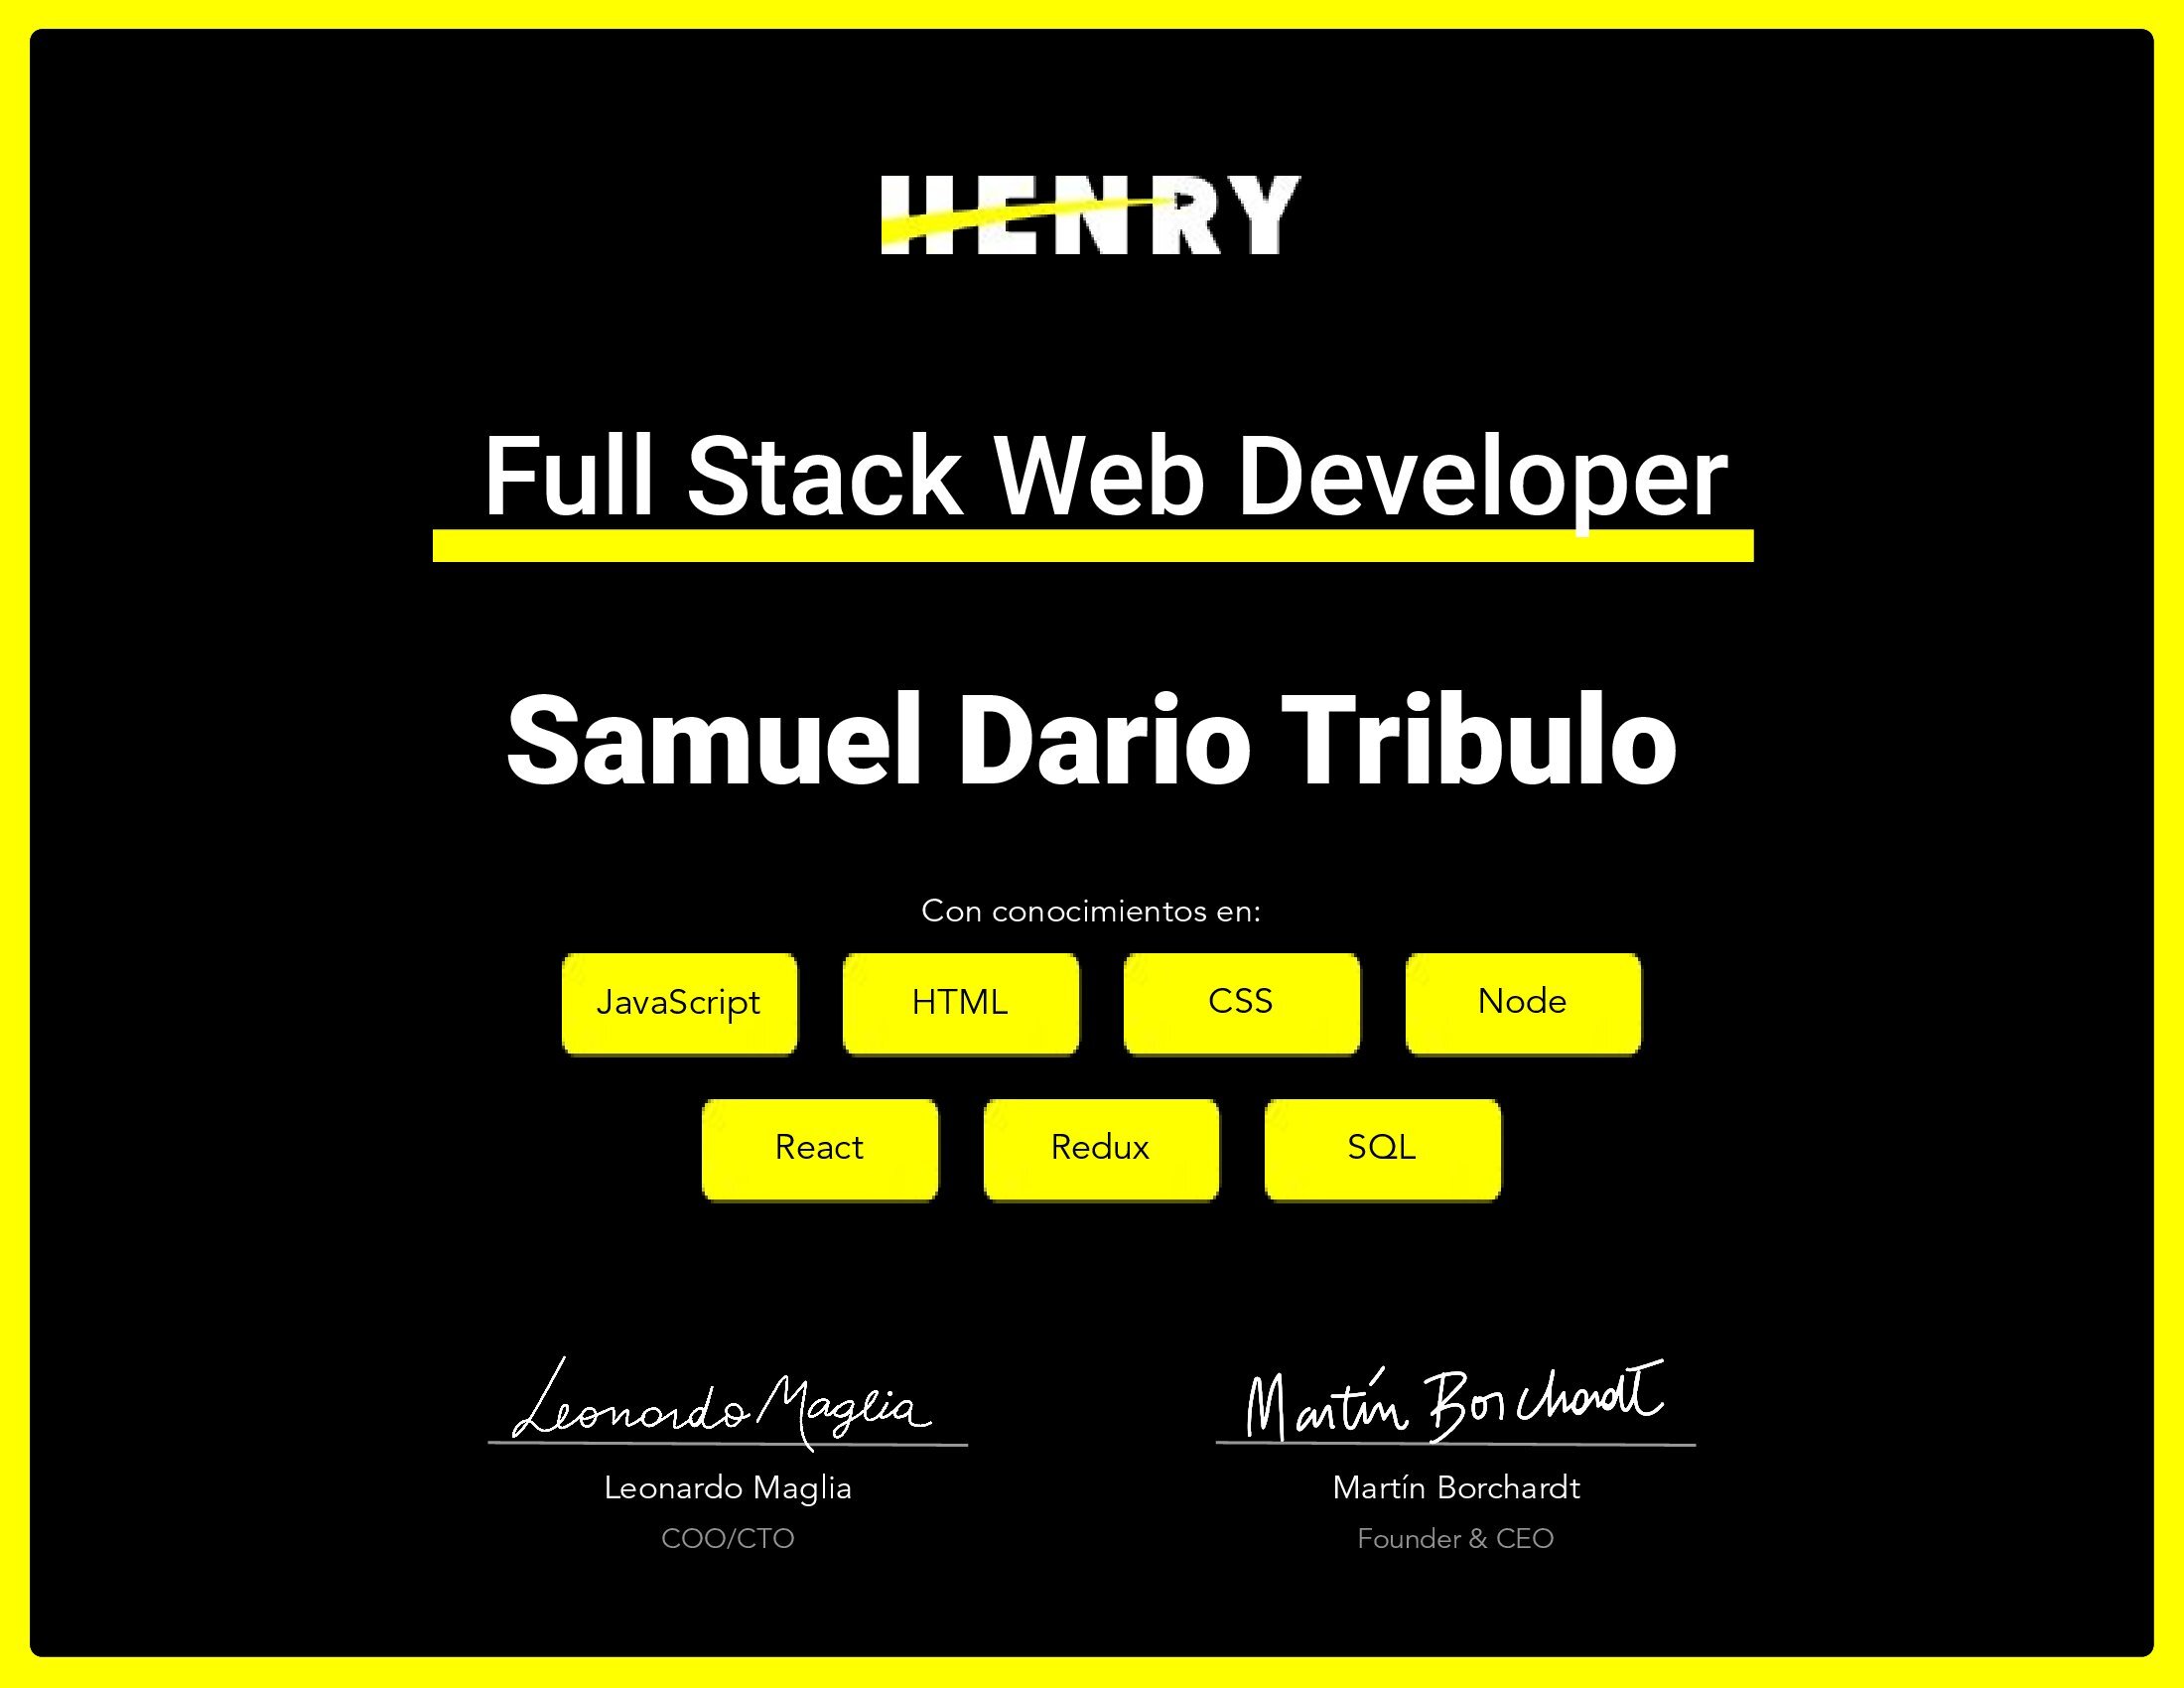 HENRY
Full Stack Web Developer
Samuel Dario Tribulo
Con conocimientos en:
JavaScript HTML CSS Node
React Redux SQL
Leonardo Maglia Martín Borchardt
Leonardo Maglia Martín Borchardt
COO/CTO Founder & CEO